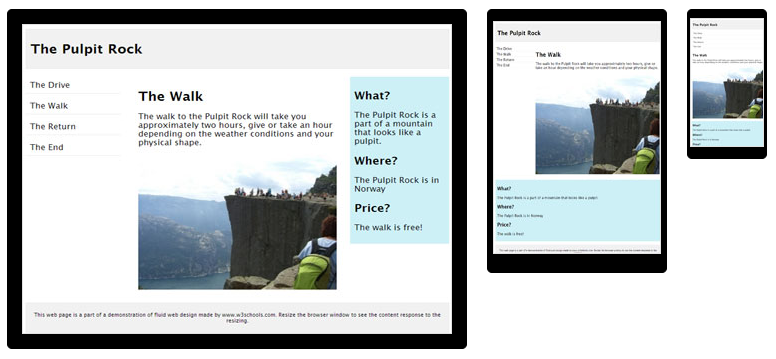 The Pulpit Rock
The Drive
The Walk
The Return
The End
The Walk
The walk to the Pulpit Rock will take you
approximately two hours, give or take an hour
depending on the weather conditions and your
physical shape.
What?
The Pulpit Rock is a
part of a mountain
that looks like a
pulpit.
Where?
The Pulpit Rock is in
Norway
Price?
The walk is free!
This web page is a part of a demonstration of fluid web design made by www.w3schools.com. Resize the browser window to see the content response to the
resizing.
The Pulpit Rock
The Drive
The Walk
The Return
The End
The Walk
The walk to the Pulpit Rock will take you approximately two hours, give or
take an hour depending on the weather conditions and your physical shape.
What?
The Pulpit Rock is a part of a mountain that looks like a pulpit.
Where?
The Pulpit Rock is in Norway
Price?
The walk is free!
The Pulpit Rock
The Drive
The Walk
The Return
The End
The Walk
What?
Where?
Price?